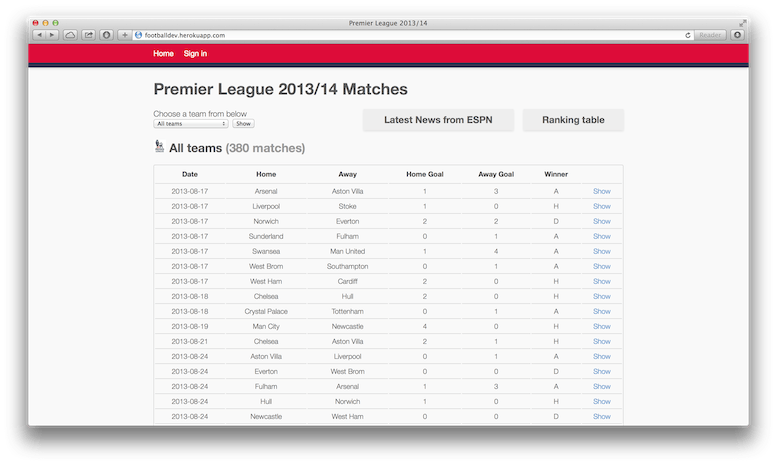 Premier League 2013/14
footballdev.herokuapp.com
Reader
Home Sign in
Premier League 2013/14 Matches
Choose a team from below
All teams Show
Latest News from ESPN Ranking table
All teams (380 matches)
Date Home Away Home Goal Away Goal Winner
2013-08-17 Arsenal Aston Villa 1 3 A Show
2013-08-17 Liverpool Stoke 1 0 H Show
2013-08-17 Norwich Everton 2 2 D Show
2013-08-17 Sunderland Fulham 0 1 A Show
2013-08-17 Swansea Man United 1 4 A Show
2013-08-17 West Brom Southampton 0 1 A Show
2013-08-17 West Ham Cardiff 2 0 H Show
2013-08-18 Chelsea Hull 2 0 H Show
2013-08-18 Crystal Palace Tottenham 0 1 A Show
2013-08-19 Man City Newcastle 4 0 H Show
2013-08-21 Chelsea Aston Villa 2 1 H Show
2013-08-24 Aston Villa Liverpool 0 1 A Show
2013-08-24 Everton West Brom 0 0 D Show
2013-08-24 Fulham Arsenal 1 3 A Show
2013-08-24 Hull Norwich 1 0 H Show
2013-08-24 Newcastle West Ham 0 0 D Show